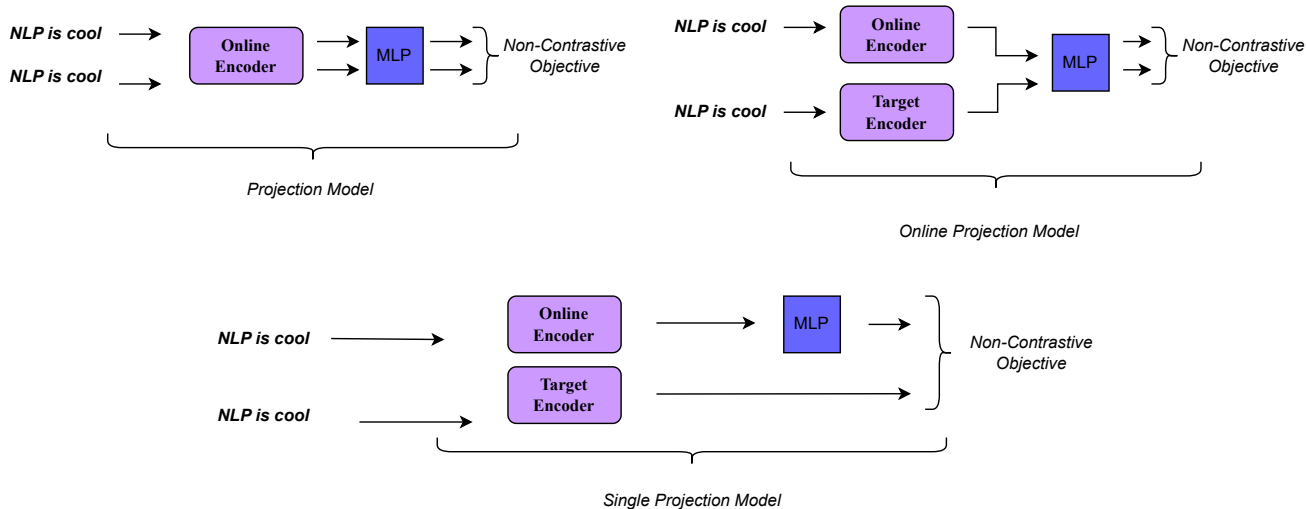 NLP is cool
NLP is cool
Online
Encoder
MLP
Non-Contrastive
Objective
Projection Model
NLP is cool
NLP is cool
Online
Encoder
Target
Encoder
MLP
Non-Contrastive
Objective
Online Projection Model
NLP is cool
NLP is cool
Online
Encoder
Target
Encoder
MLP
Non-Contrastive
Objective
Single Projection Model